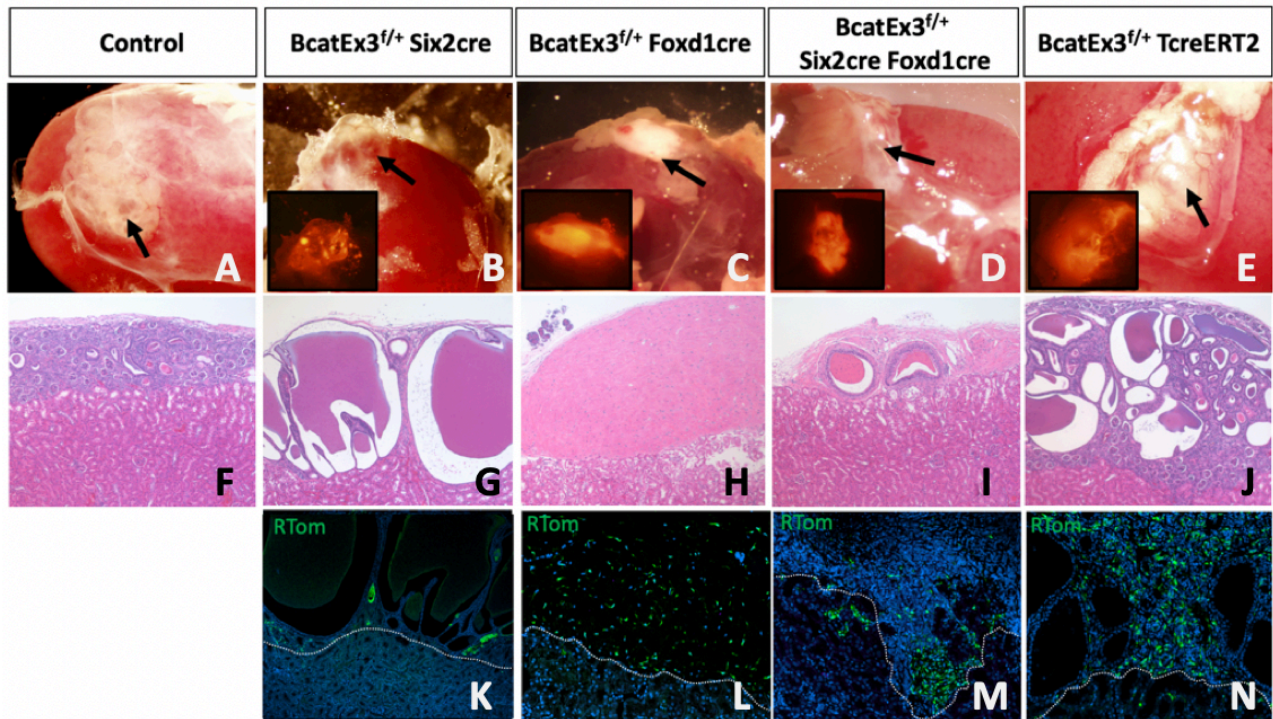 Control
BcatEx3f/+ Six2cre
BcatEx3f/+ Foxd1cre
BcatEx3f/+
Six2cre Foxd1cre
BcatEx3f/+ TcreERT2
A
B
C
D
E
F
G
H
I
J
RTom
K
RTom
L
RTom
M
RTom
N